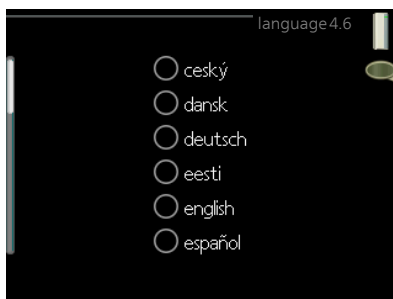 language 4.6
ceský
dansk
deutsch
eesti
english
español